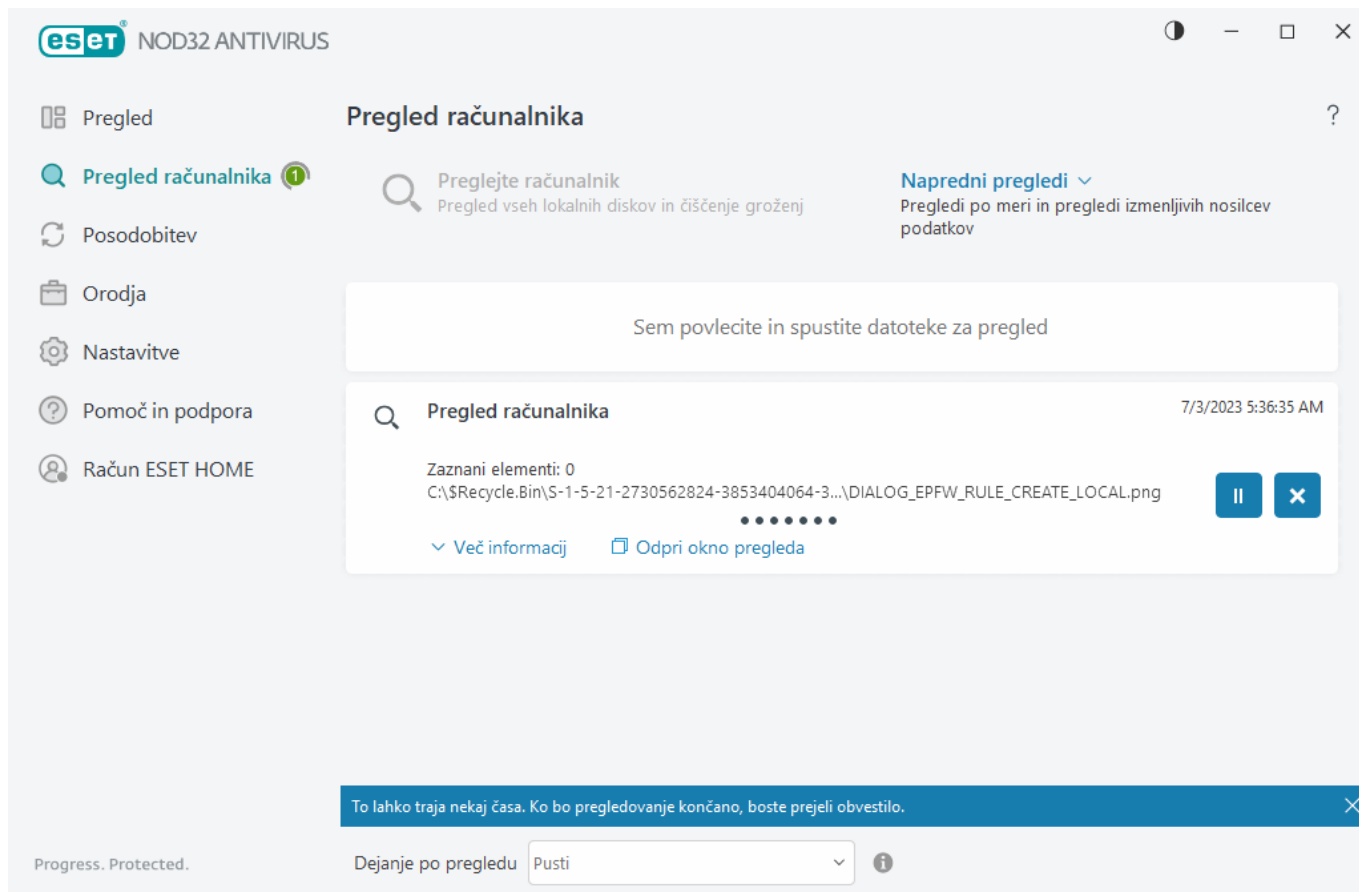 eset® NOD32 ANTIVIRUS
Pregled
Pregled računalnika 1
Posodobitev
Orodja
Nastavitve
Pomoč in podpora
Račun ESET HOME
Progress. Protected.
Pregled računalnika
?
Preglejte računalnik
Pregled vseh lokalnih diskov in čiščenje groženj
Napredni pregledi
Pregledi po meri in pregledi izmenljivih nosilcev
podatkov
Sem povlecite in spustite datoteke za pregled
Pregled računalnika
7/3/2023 5:36:35 AM
Zaznani elementi: 0
C:\$Recycle.Bin\S-1-5-21-2730562824-3853404064-3...\DIALOG_EPFW_RULE_CREATE_LOCAL.png
Več informacij
Odpri okno pregleda
To lahko traja nekaj časa. Ko bo pregledovanje končano, boste prejeli obvestilo.
Dejanje po pregledu
Pusti